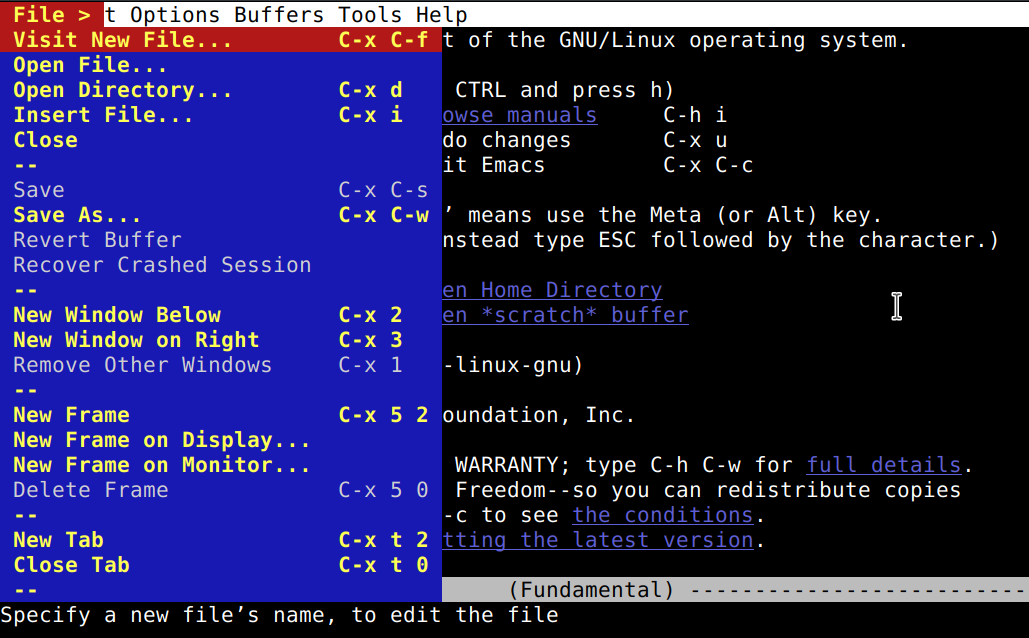 File > t Options Buffers Tools Help
Visit New File... C-x C-f t of the GNU/Linux operating system.
Open File...
Open Directory... C-x d CTRL and press h)
Insert File... C-x i owse manuals C-h i
Close do changes C-x u
-- it Emacs C-x C-c
Save C-x C-s
Save As... C-x C-w ’ means use the Meta (or Alt) key.
Revert Buffer nstead type ESC followed by the character.)
Recover Crashed Session
-- en Home Directory
New Window Below C-x 2 en *scratch* buffer
New Window on Right C-x 3
Remove Other Windows C-x 1 -linux-gnu)
--
New Frame C-x 5 2 oundation, Inc.
New Frame on Display...
New Frame on Monitor... WARRANTY; type C-h C-w for full details.
Delete Frame C-x 5 0 Freedom--so you can redistribute copies
-- -c to see the conditions.
New Tab C-x t 2 tting the latest version.
Close Tab C-x t 0
-- (Fundamental) --------------------------
Specify a new file’s name, to edit the file